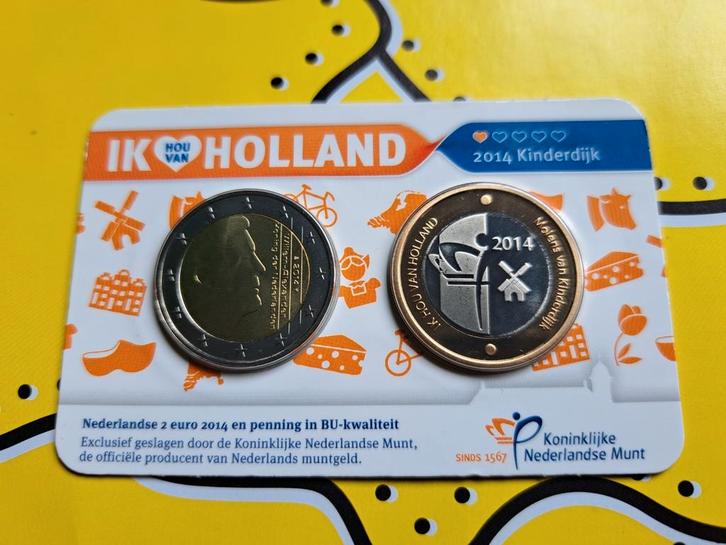 IK HOU VAN HOLLAND
2014 Kinderdijk
IK HOU VAN HOLLAND
2014
Molens van Kinderdijk
Nederlandse 2 euro 2014 en penning in BU-kwaliteit
Exclusief geslagen door de Koninklijke Nederlandse Munt,
de officiële producent van Nederlands muntgeld.
SINDS 1567
Koninklijke
Nederlandse Munt